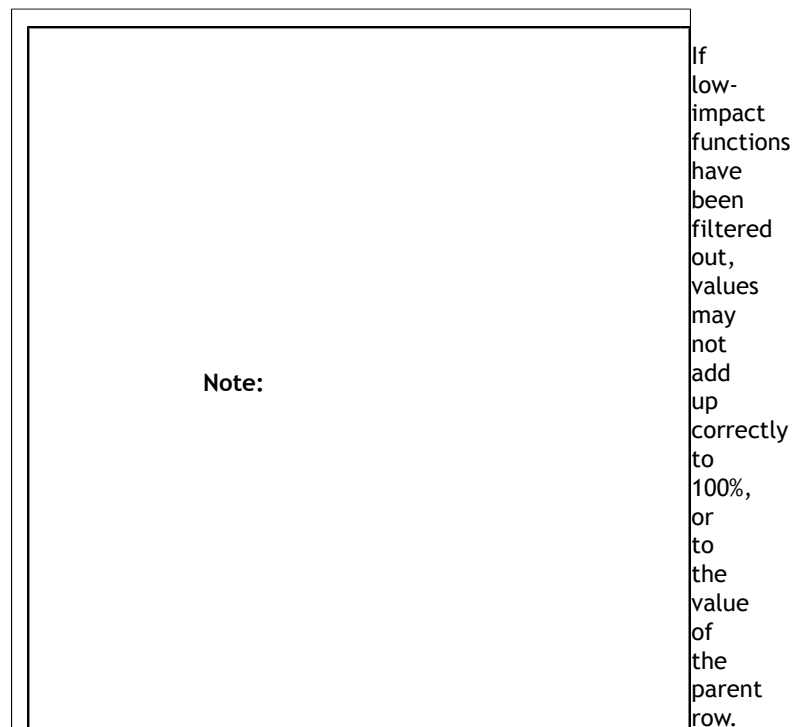 If
low-
impact
functions
have
been
filtered
out,
values
may
not
Note:
add
up
correctly
to
100%,
or
to
the
value
of
the
parent
row.